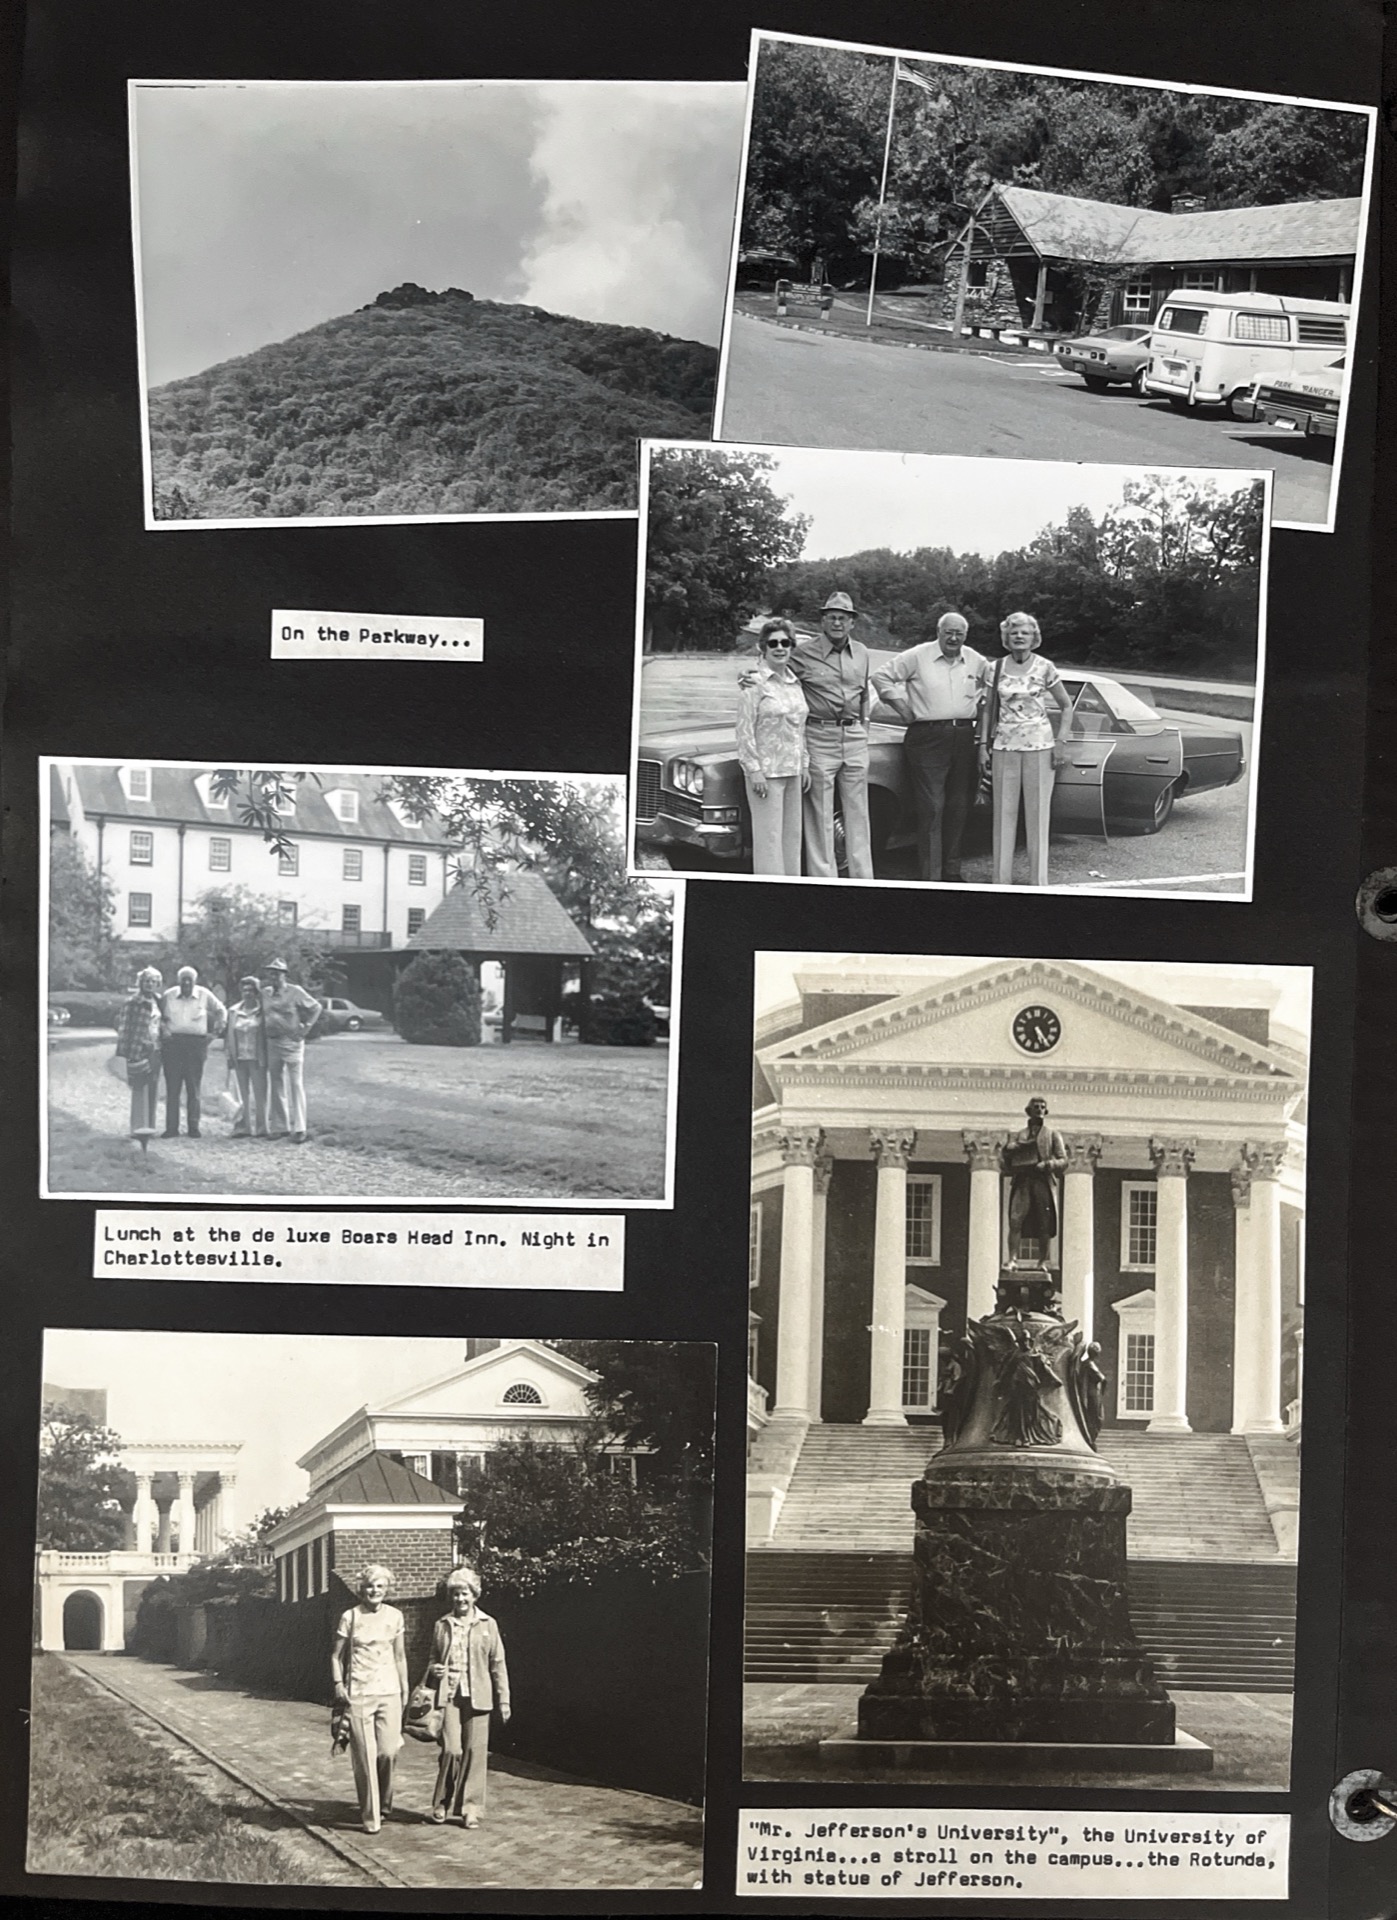 PARK RANGER
On the Parkway...
Lunch at the de luxe Boars Head Inn. Night in
Charlottesville.
"Mr. Jefferson's University", the University of
Virginia...a stroll on the campus...the Rotunda,
with statue of Jefferson.